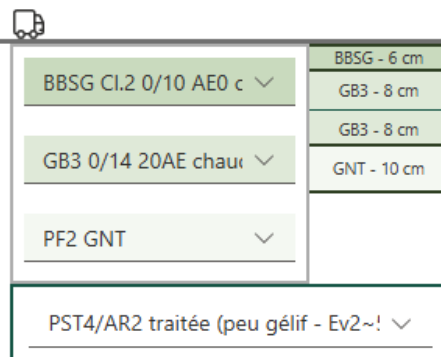 BBSG - 6 cm
BBSG Cl.2 0/10 AE0 c
GB3 - 8 cm
GB3 - 8 cm
GB3 0/14 20AE chau
GNT - 10 cm
PF2 GNT
PST4/AR2 traitée (peu gélif - Ev2~!